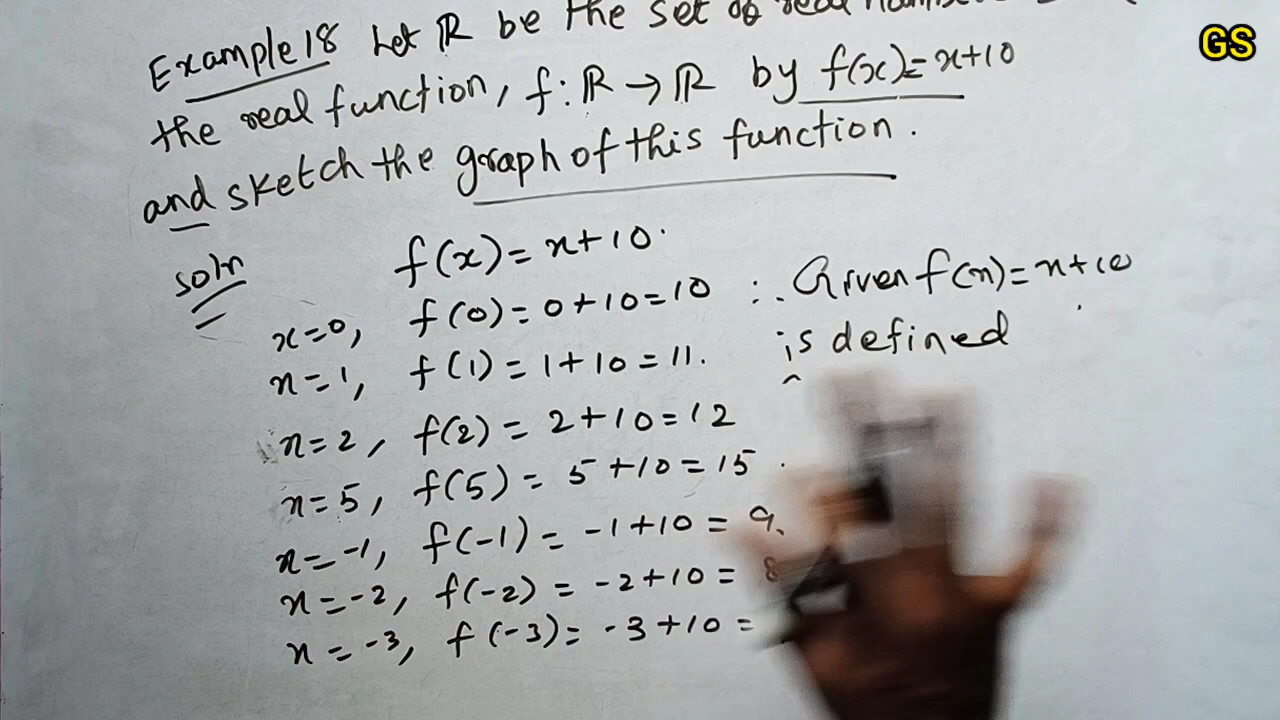 GS
Example 18 Let ℝ be the set of real
the real function, f: ℝ → ℝ by f(x) = x+10
and sketch the graph of this function.
Soln
f(x) = x+10.
x=0, f(0) = 0+10 = 10
x=1, f(1) = 1+10 = 11.
x=2, f(2) = 2+10 = 12
x=5, f(5) = 5+10 = 15.
x=-1, f(-1) = -1+10 = 9.
x=-2, f(-2) = -2+10 = 8
x=-3, f(-3) = -3+10 =
∴ Given f(x) = x+10
is defined